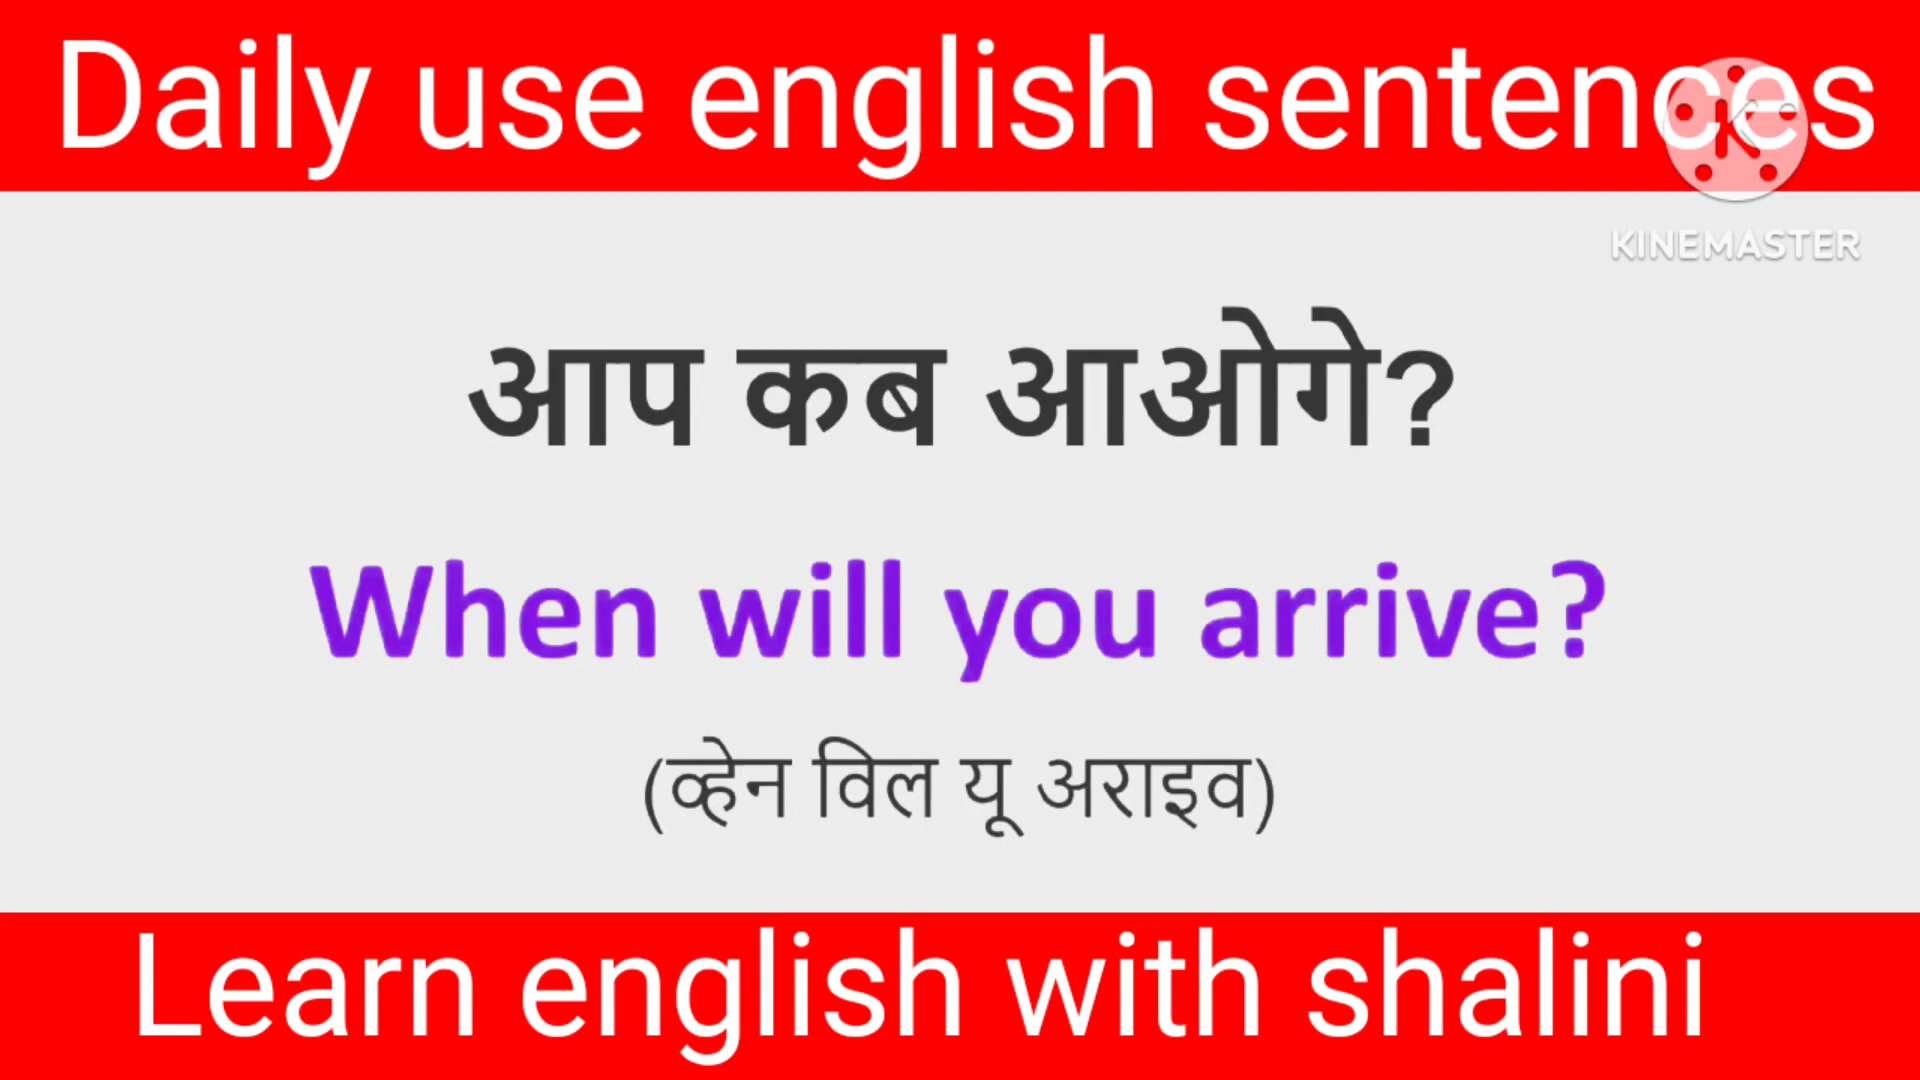 Daily use english sentences
KINEMASTER
आप कब आओगे?
When will you arrive?
(व्हेन विल यू अराइव)
Learn english with shalini